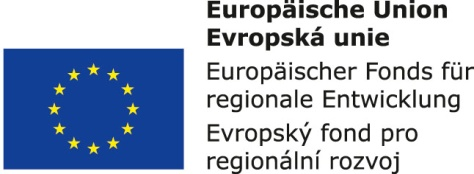 Europäische Union
Evropská unie
Europäischer Fonds für
regionale Entwicklung
Evropský fond pro
regionální rozvoj